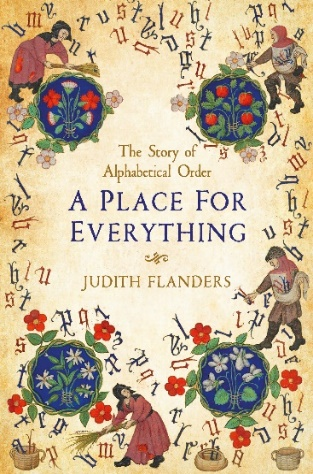 The Story of
Alphabetical Order
A PLACE FOR
EVERYTHING
JUDITH FLANDERS